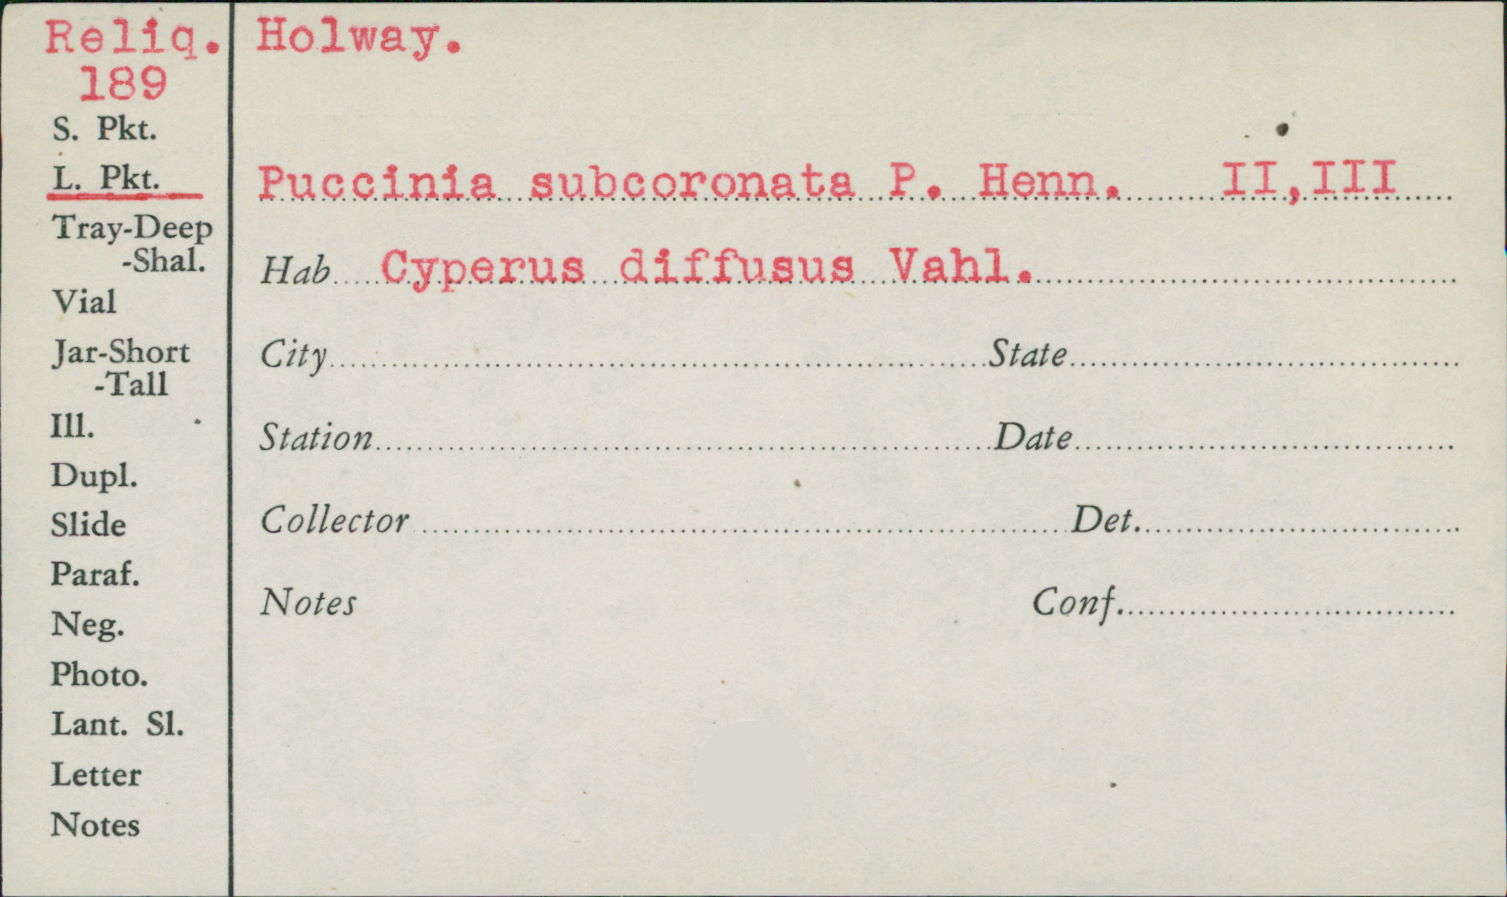 Reliq. Holway.
189
S. Pkt.
L. Pkt.
Puccinia subcoronata P. Henn. II,III
Tray-Deep
-Shal.
Hab Cyperus diffusus Vahl.
Vial
Jar-Short
-Tall
City State
Ill.
Station Date
Dupl.
Slide
Collector Det.
Paraf.
Notes Conf.
Neg.
Photo.
Lant. Sl.
Letter
Notes